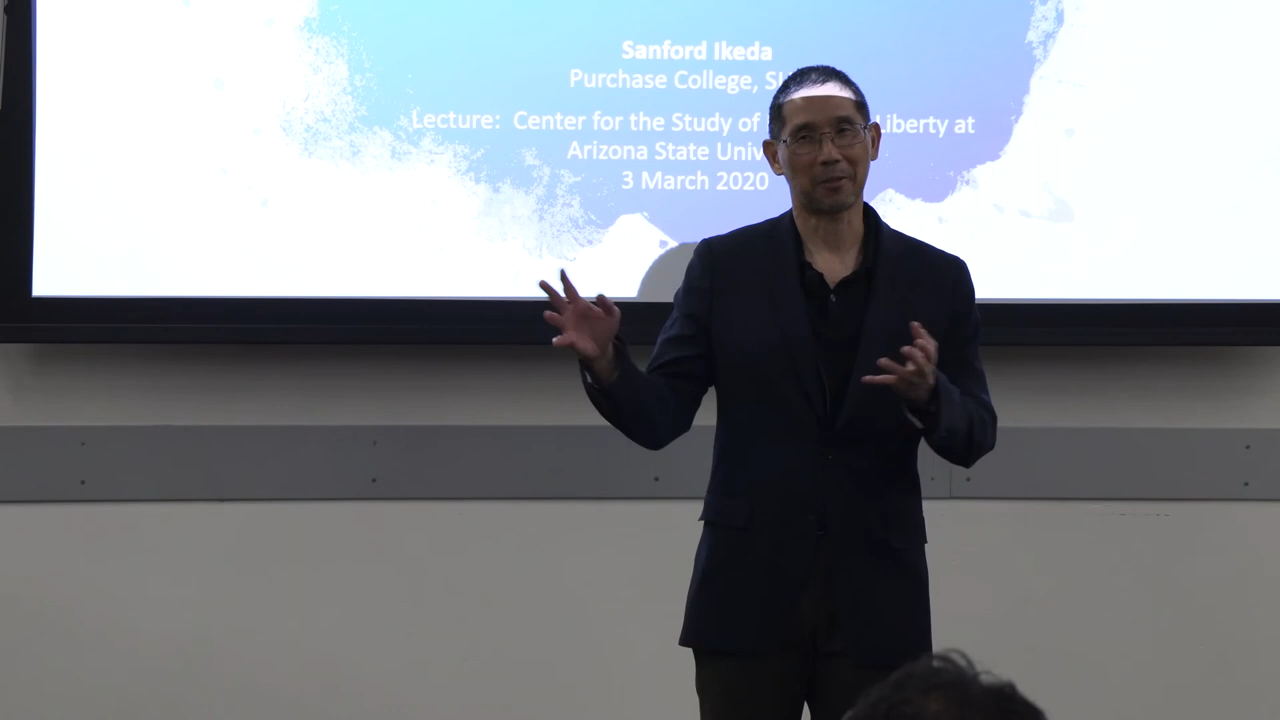 Sanford Ikeda
Purchase College,
Lecture: Center for the Study of Liberty at
Arizona State
3 March 2020